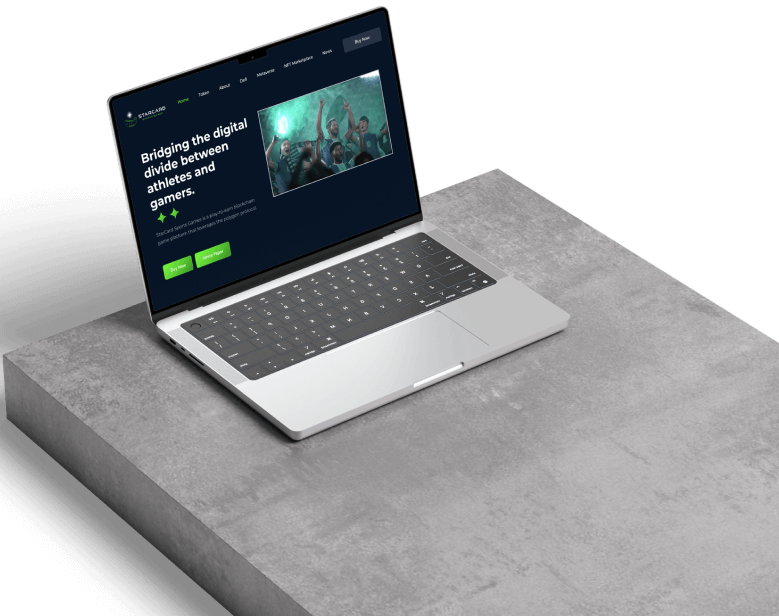 STARCARD
Home
Token
About
Defi
Metaverse
NFT Marketplace
News
Buy Now
Bridging the digital
divide between
athletes and
gamers.
StarCard Sports Games is a play-to-earn blockchain
game platform that leverages the polygon protocol.
Buy Now
White Paper